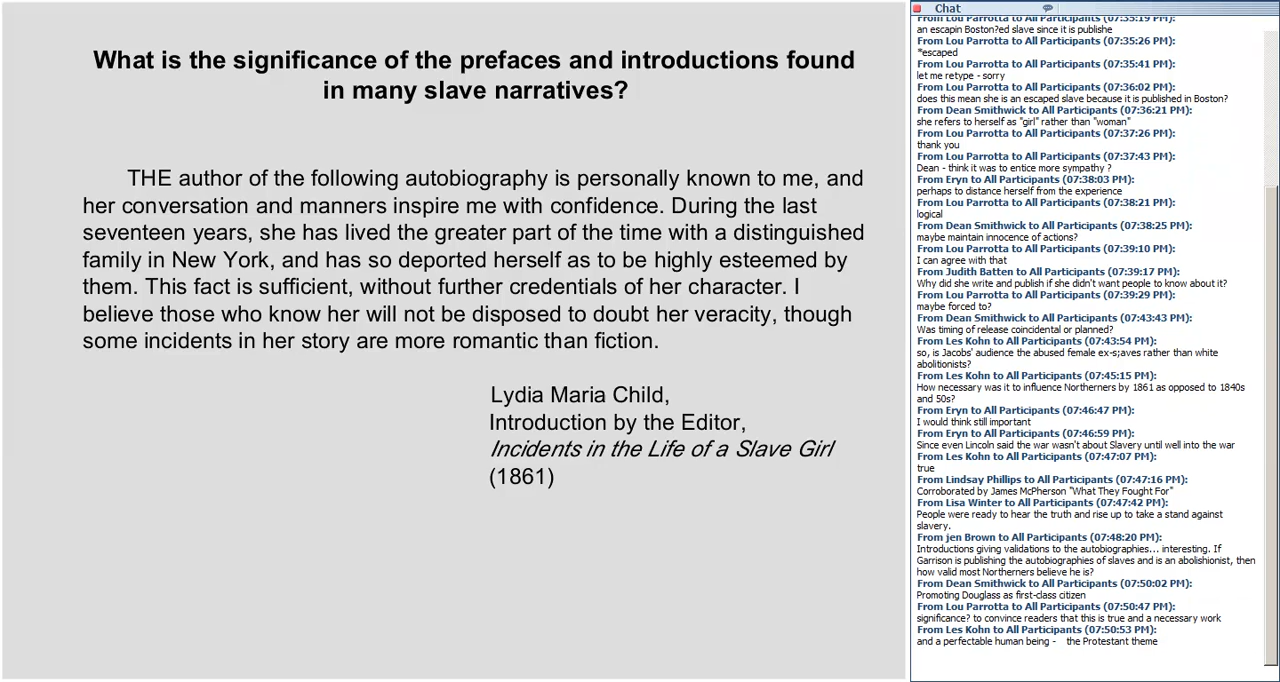 What is the significance of the prefaces and introductions found
in many slave narratives?
THE author of the following autobiography is personally known to me, and
her conversation and manners inspire me with confidence. During the last
seventeen years, she has lived the greater part of the time with a distinguished
family in New York, and has so deported herself as to be highly esteemed by
them. This fact is sufficient, without further credentials of her character. I
believe those who know her will not be disposed to doubt her veracity, though
some incidents in her story are more romantic than fiction.
Lydia Maria Child,
Introduction by the Editor,
Incidents in the Life of a Slave Girl
(1861)
Chat
From Lou Parrotta to All Participants (07:35:19 PM):
an escapin Boston?ed slave since it is publishe
From Lou Parrotta to All Participants (07:35:26 PM):
*escaped
From Lou Parrotta to All Participants (07:35:41 PM):
let me retype - sorry
From Lou Parrotta to All Participants (07:36:02 PM):
does this mean she is an escaped slave because it is published in Boston?
From Dean Smithwick to All Participants (07:36:21 PM):
she refers to herself as "girl" rather than "woman"
From Lou Parrotta to All Participants (07:37:26 PM):
thank you
From Lou Parrotta to All Participants (07:37:43 PM):
Dean - think it was to entice more sympathy ?
From Eryn to All Participants (07:38:03 PM):
perhaps to distance herself from the experience
From Lou Parrotta to All Participants (07:38:21 PM):
logical
From Dean Smithwick to All Participants (07:38:25 PM):
maybe maintain innocence of actions?
From Lou Parrotta to All Participants (07:39:10 PM):
I can agree with that
From Judith Batten to All Participants (07:39:17 PM):
Why did she write and publish if she didn't want people to know about it?
From Lou Parrotta to All Participants (07:39:29 PM):
maybe forced to?
From Dean Smithwick to All Participants (07:43:43 PM):
Was timing of release coincidental or planned?
From Les Kohn to All Participants (07:43:54 PM):
so, is Jacobs' audience the abused female ex-s;aves rather than white
abolitionists?
From Les Kohn to All Participants (07:45:15 PM):
How necessary was it to influence Northerners by 1861 as opposed to 1840s
and 50s?
From Eryn to All Participants (07:46:47 PM):
I would think still important
From Eryn to All Participants (07:46:59 PM):
Since even Lincoln said the war wasn't about Slavery until well into the war
From Les Kohn to All Participants (07:47:07 PM):
true
From Lindsay Phillips to All Participants (07:47:16 PM):
Corroborated by James McPherson "What They Fought For"
From Lisa Winter to All Participants (07:47:42 PM):
People were ready to hear the truth and rise up to take a stand against
slavery.
From jen Brown to All Participants (07:48:20 PM):
Introductions giving validations to the autobiographies... interesting. If
Garrison is publishing the autobiographies of slaves and is an abolishionist, then
how valid most Northerners believe he is?
From Dean Smithwick to All Participants (07:50:02 PM):
Promoting Douglass as first-class citizen
From Lou Parrotta to All Participants (07:50:47 PM):
significance? to convince readers that this is true and a necessary work
From Les Kohn to All Participants (07:50:53 PM):
and a perfectable human being - the Protestant theme